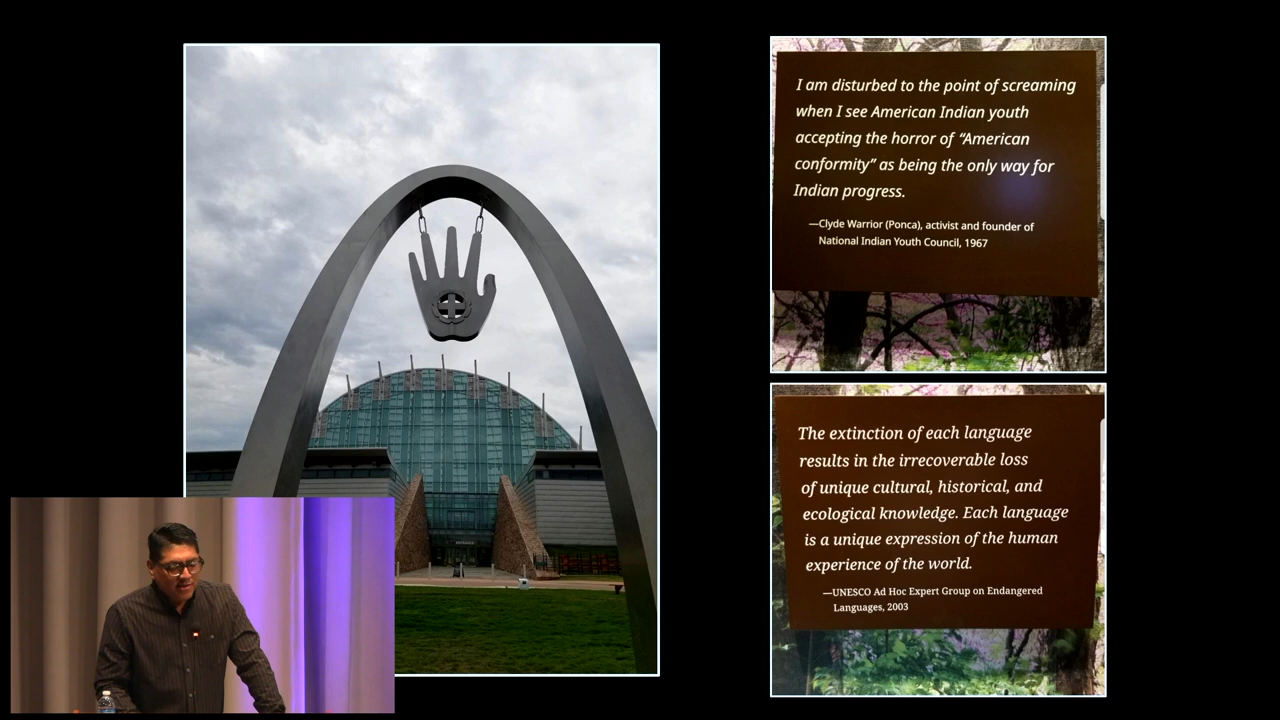 I am disturbed to the point of screaming
when I see American Indian youth
accepting the horror of “American
conformity” as being the only way for
Indian progress.
—Clyde Warrior (Ponca), activist and founder of
National Indian Youth Council, 1967
The extinction of each language
results in the irrecoverable loss
of unique cultural, historical, and
ecological knowledge. Each language
is a unique expression of the human
experience of the world.
—UNESCO Ad Hoc Expert Group on Endangered
Languages, 2003
ENTRANCE